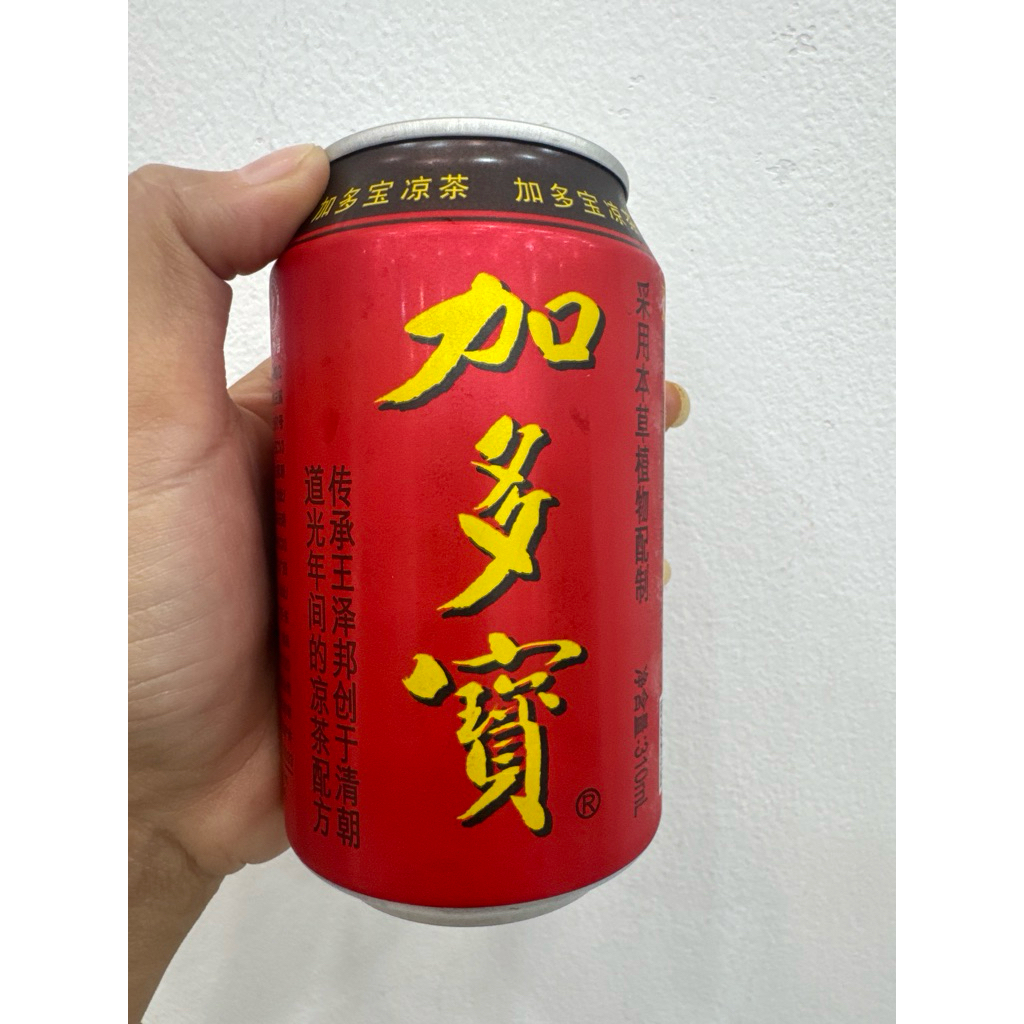 加多宝凉茶 加多宝凉茶
加多寶®
采用本草植物配制 净含量:310mL
传承王泽邦创于清朝
道光年间的凉茶配方